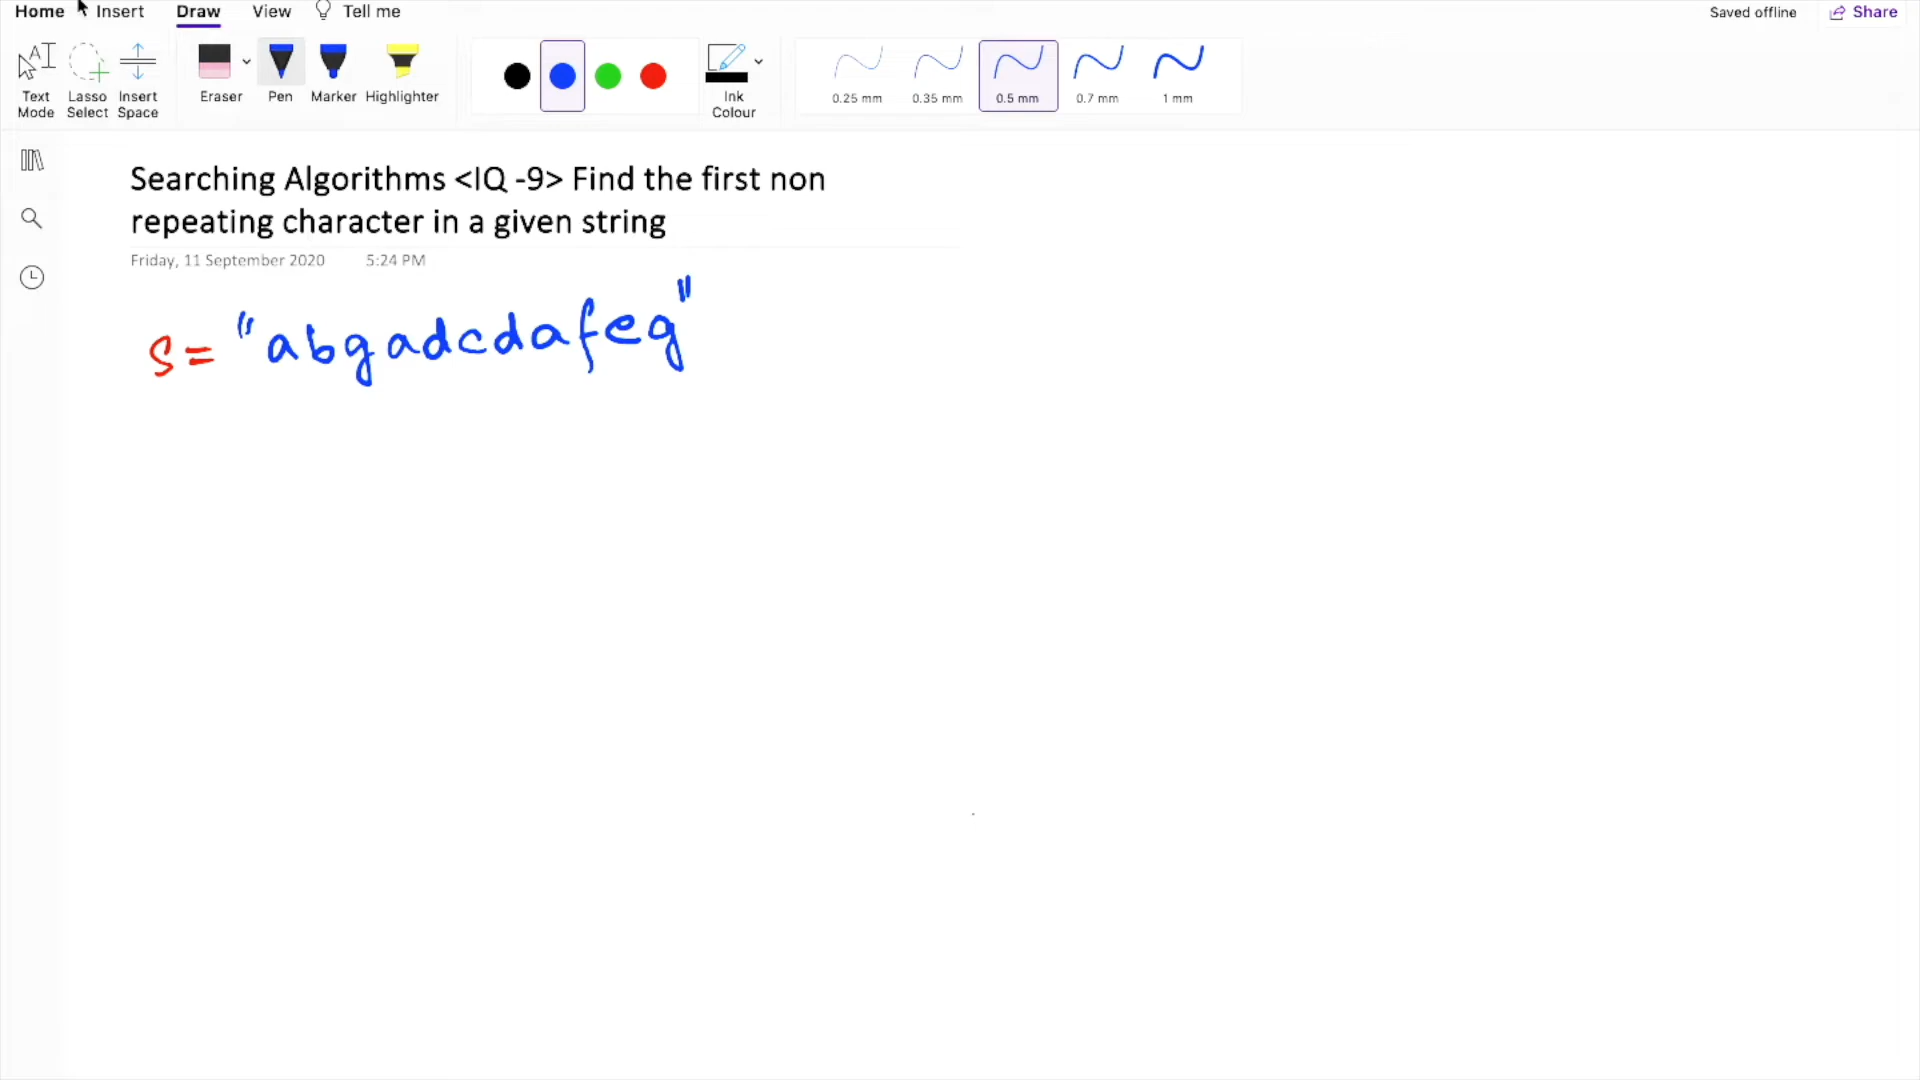 Home Insert Draw View Tell me Saved offline Share
Text Mode Lasso Select Insert Space Eraser Pen Marker Highlighter Ink Colour 0.25 mm 0.35 mm 0.5 mm 0.7 mm 1 mm
Searching Algorithms <IQ -9> Find the first non
repeating character in a given string
Friday, 11 September 2020 5:24 PM
s= "abgadcdafeg"